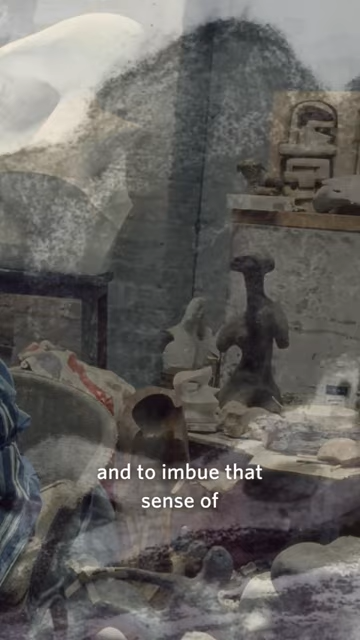 and to imbue that
sense of